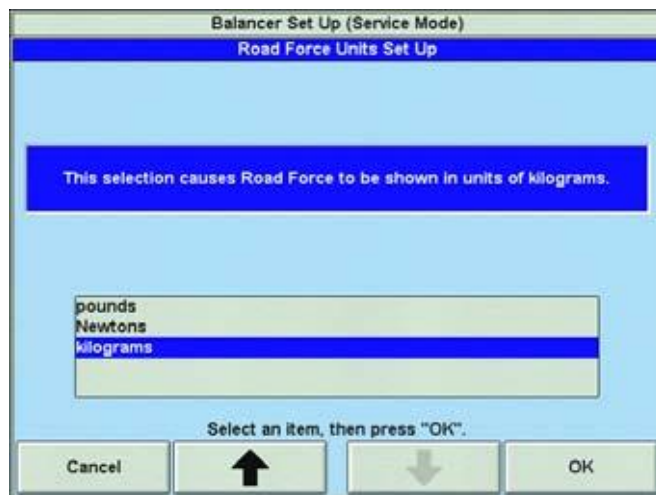 Balancer Set Up (Service Mode)
Road Force Units Set Up
This selection causes Road Force to be shown in units of kilograms.
pounds
Newtons
kilograms
Select an item, then press "OK".
Cancel
OK